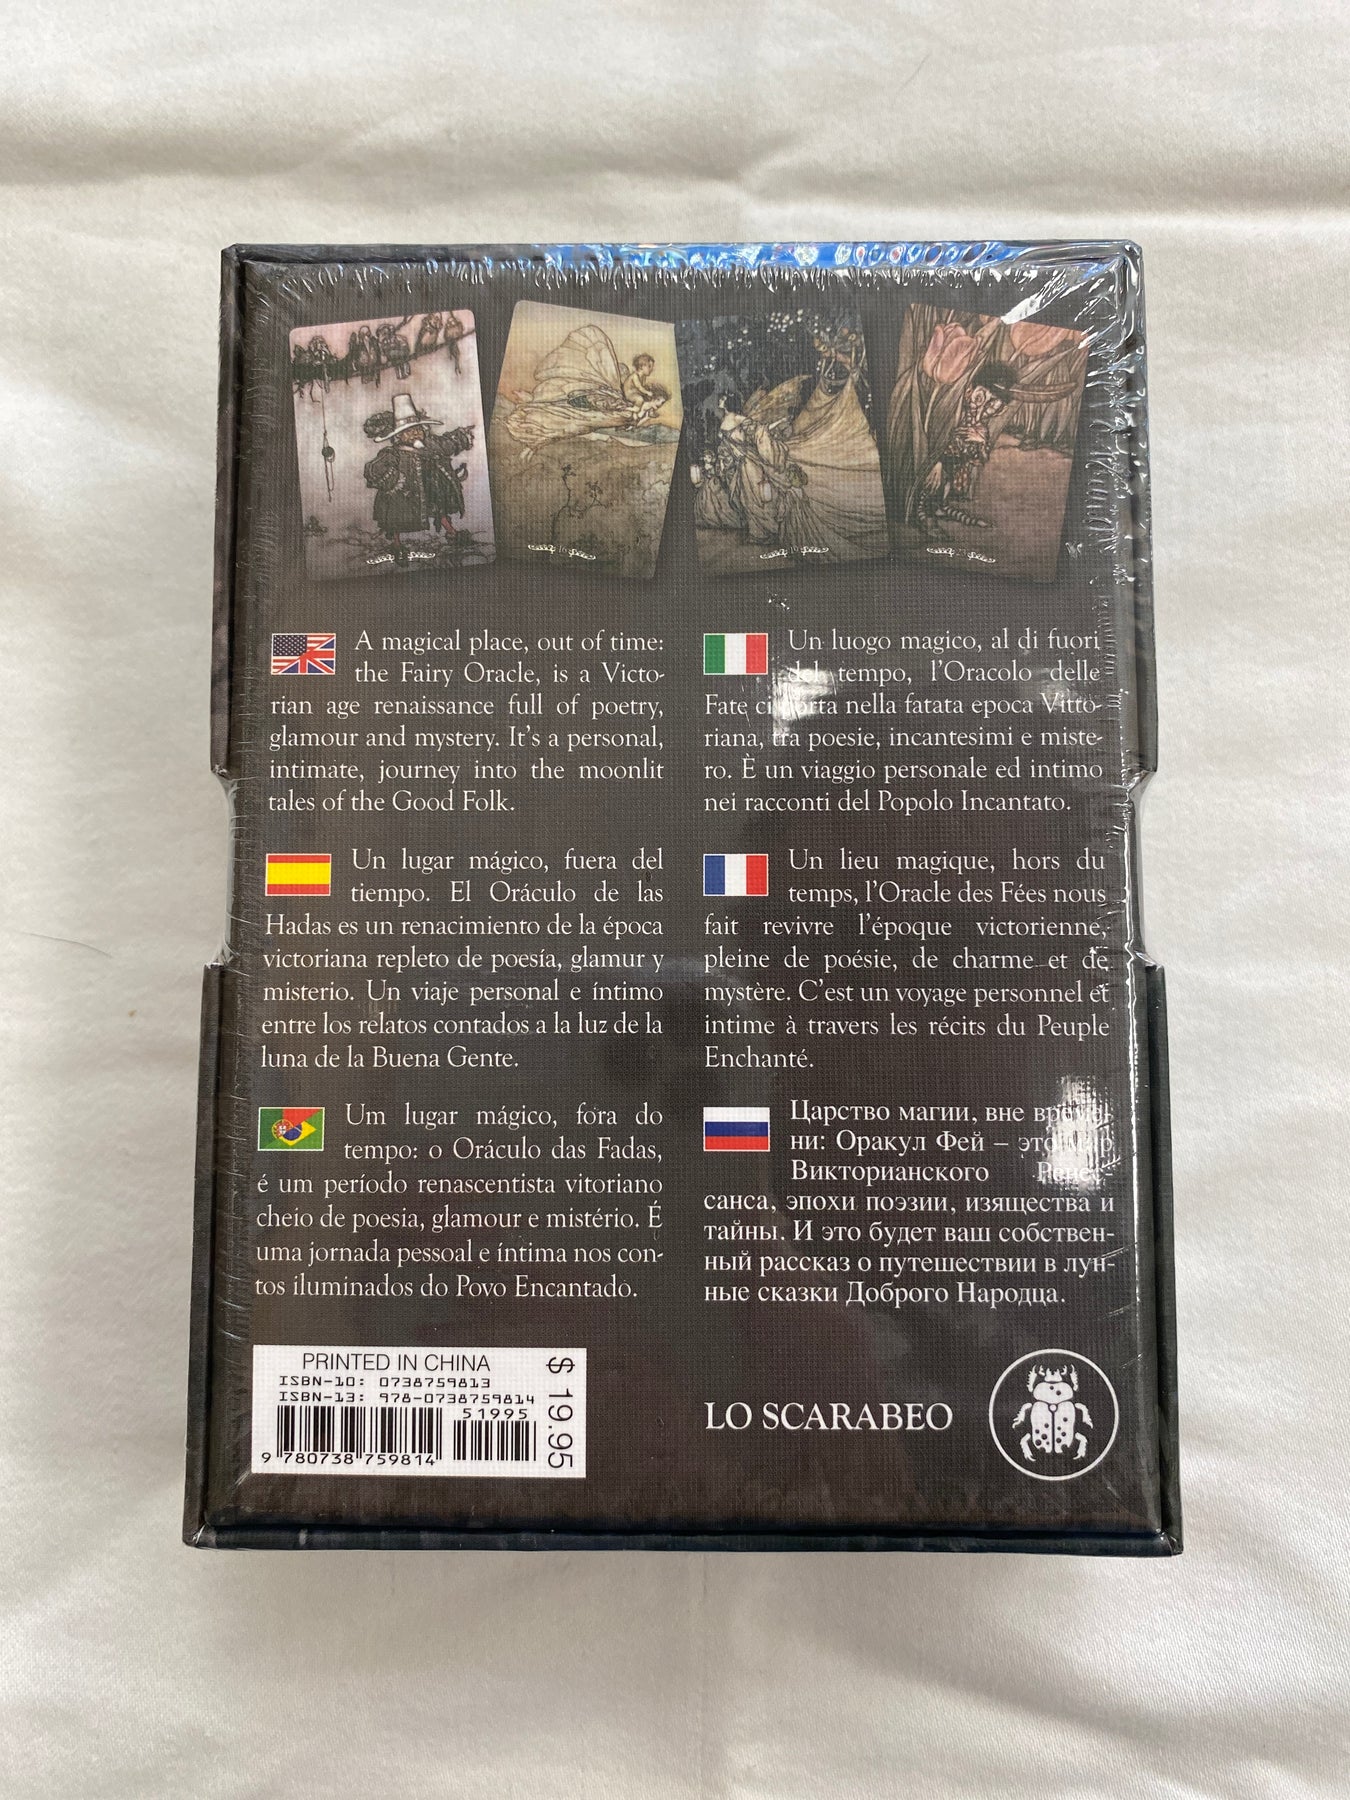 A magical place, out of time:
the Fairy Oracle, is a Victo-
rian age renaissance full of poetry,
glamour and mystery. It's a personal,
intimate, journey into the moonlit
tales of the Good Folk.
Un luogo magico, al di fuori
del tempo, l'Oracolo delle
Fate ci porta nella fatata epoca Vitto-
riana, tra poesie, incantesimi e miste-
ro. È un viaggio personale ed intimo
nei racconti del Popolo Incantato.
Un lugar mágico, fuera del
tiempo. El Oráculo de las
Hadas es un renacimiento de la época
victoriana repleto de poesía, glamur y
misterio. Un viaje personal e íntimo
entre los relatos contados a la luz de la
luna de la Buena Gente.
Un lieu magique, hors du
temps, l'Oracle des Fées nous
fait revivre l'époque victorienne,
pleine de poésie, de charme et de
mystère. C'est un voyage personnel et
intime à travers les récits du Peuple
Enchanté.
Um lugar mágico, fora do
tempo: o Oráculo das Fadas,
é um período renascentista vitoriano
cheio de poesia, glamour e mistério. É
uma jornada pessoal e íntima nos con-
tos iluminados do Povo Encantado.
Царство магии, вне време-
ни: Оракул Фей – это мир
Викторианского Ренес-
санса, эпохи поэзии, изящества и
тайны. И это будет ваш собствен-
ный рассказ о путешествии в лун-
ные сказки Доброго Народца.
PRINTED IN CHINA
ISBN-10: 0738759813
ISBN-13: 978-0738759814
51995
9 780738 759814
$ 19.95
LO SCARABEO